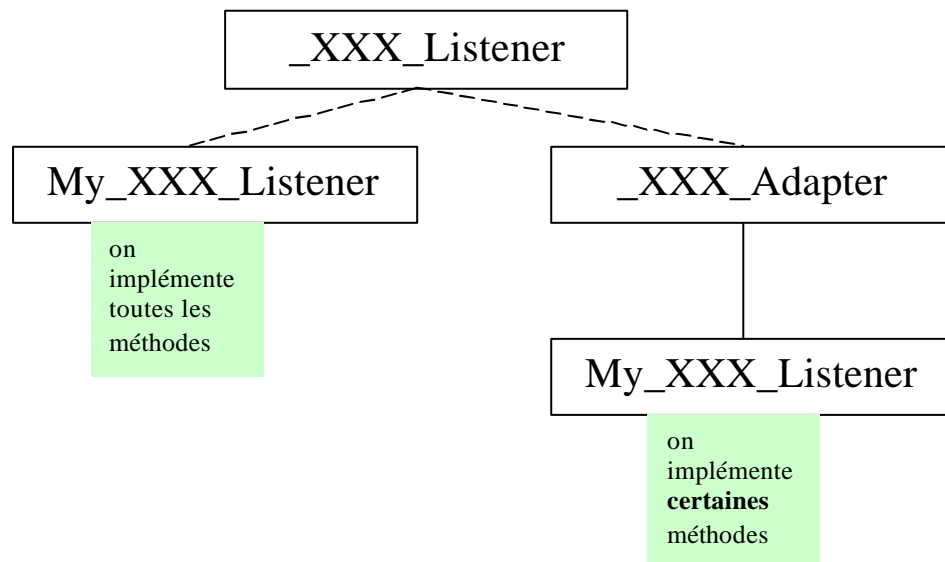 _XXX_Listener
My_XXX_Listener
_XXX_Adapter
on
implémente
toutes les
méthodes
My_XXX_Listener
on
implémente
certaines
méthodes